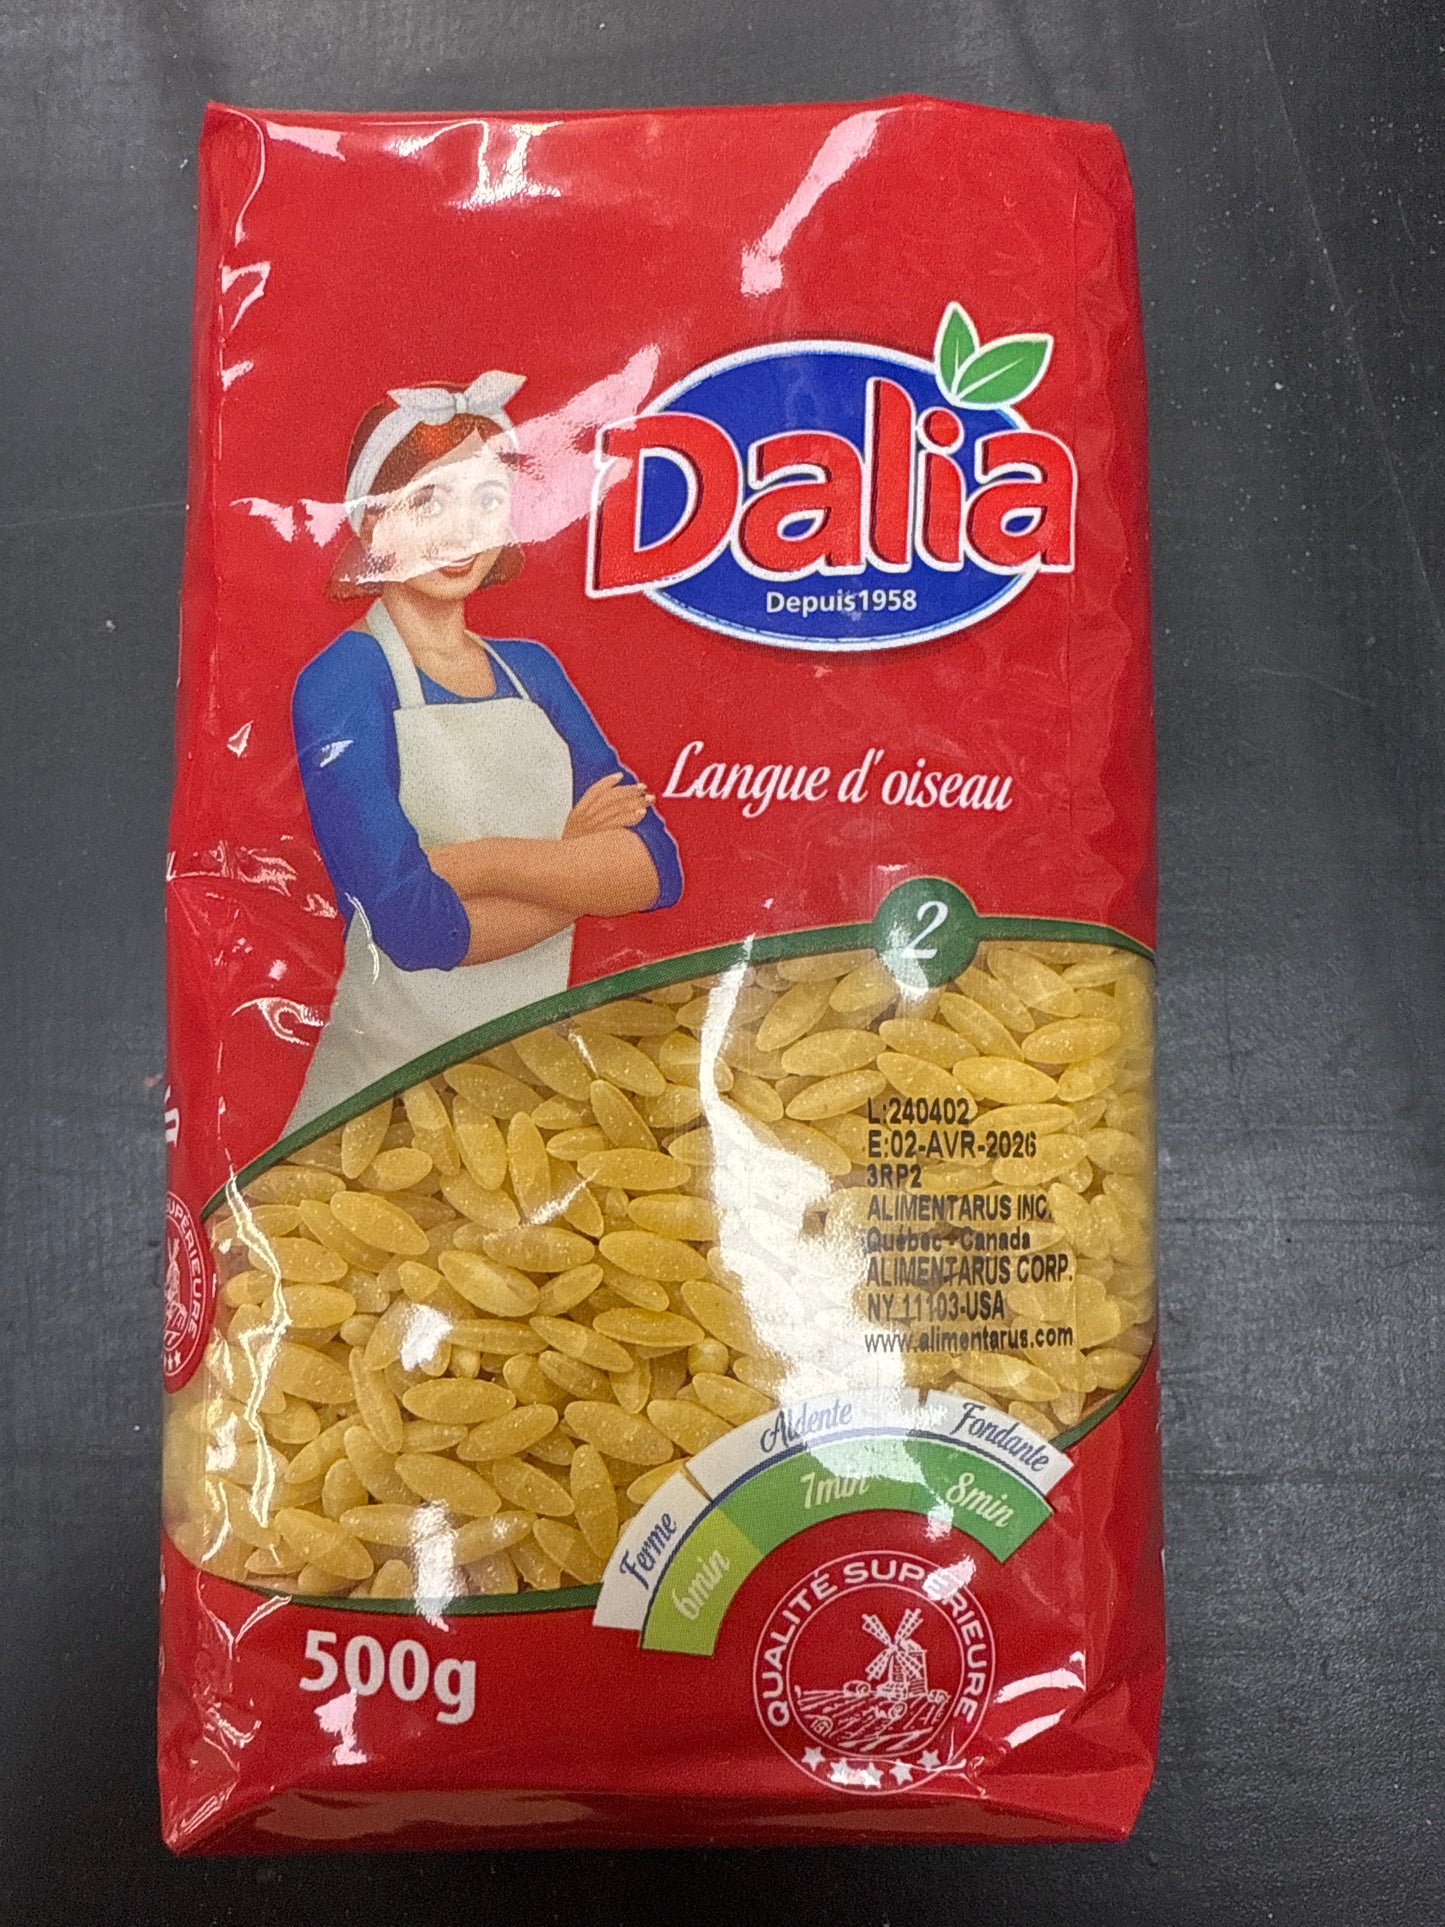 Dalia
Depuis1958
Langue d'oiseau
2
L:240402
E:02-AVR-2026
3RP2
ALIMENTARUS INC.
Québec - Canada
ALIMENTARUS CORP.
NY 11103-USA
www.alimentarus.com
Ferme
Aldente
Fondante
6min
7min
8min
500g
QUALITÉ SUPÉRIEURE